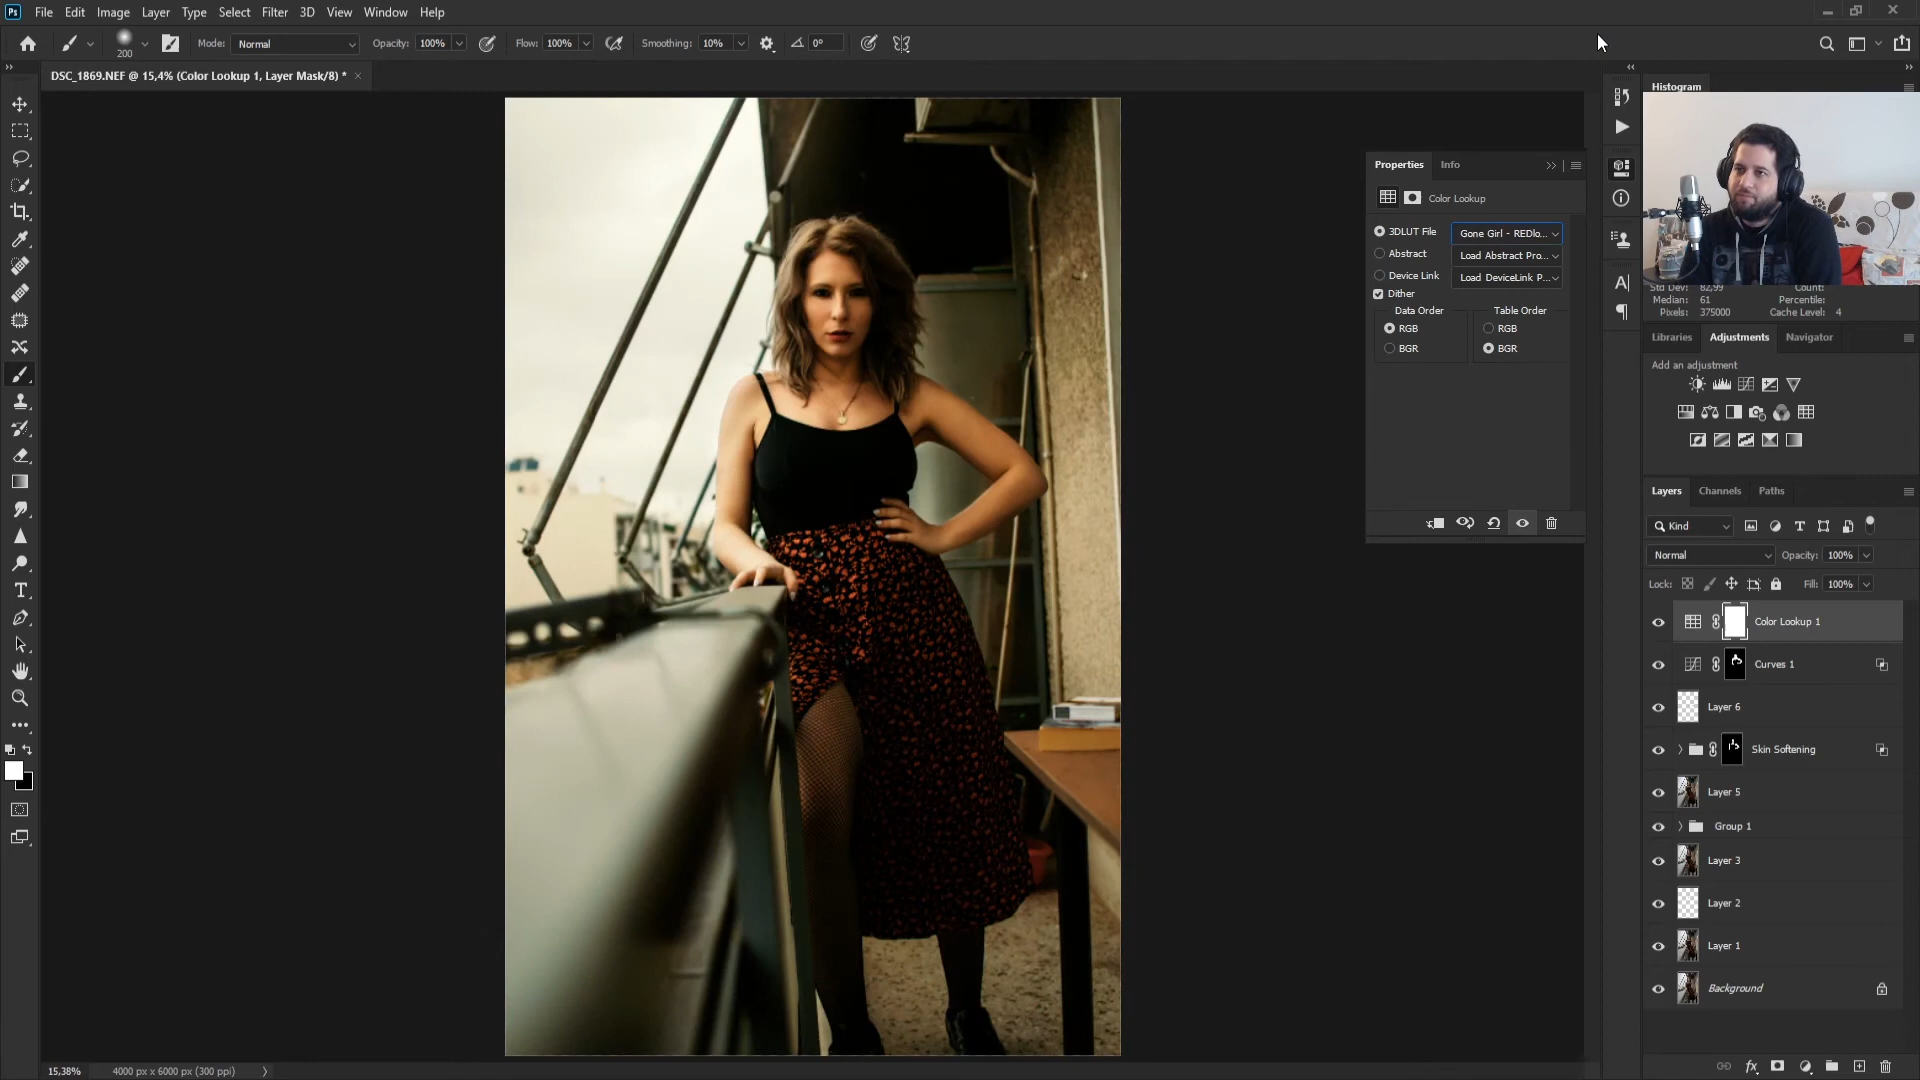 Ps File Edit Image Layer Type Select Filter 3D View Window Help
200 Mode: Normal Opacity: 100% Flow: 100% Smoothing: 10% 0°
DSC_1869.NEF @ 15,4% (Color Lookup 1, Layer Mask/8) * ×
Histogram
Properties Info
Color Lookup
3DLUT File Gone Girl - REDlo...
Abstract Load Abstract Pro...
Device Link Load DeviceLink P...
Dither
Data Order Table Order
RGB RGB
BGR BGR
Std Dev: 82,99 Count:
Median: 61 Percentile:
Pixels: 375000 Cache Level: 4
Libraries Adjustments Navigator
Add an adjustment
Layers Channels Paths
Kind
Normal Opacity: 100%
Lock: Fill: 100%
Color Lookup 1
Curves 1
Layer 6
Skin Softening
Layer 5
Group 1
Layer 3
Layer 2
Layer 1
Background
15,38% 4000 px x 6000 px (300 ppi)